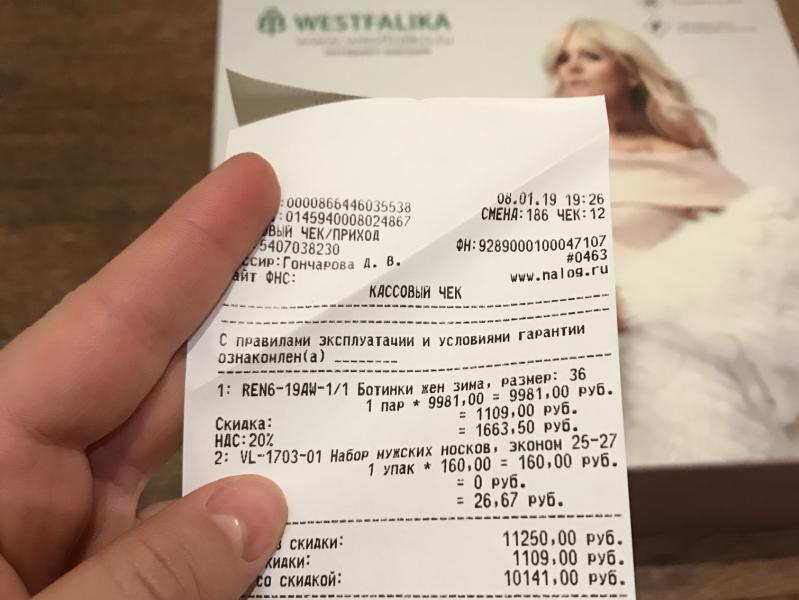 WESTFALIKA
www.westfalika.ru
:0000866446035538
08.01.19 19:26
:0145940008024867
СМЕНА:186 ЧЕК:12
ОВЫЙ ЧЕК/ПРИХОД
5407038230
ФН:9289000100047107
ссир:Гончарова д. В.
#0463
айт ФНС:
www.nalog.ru
КАССОВЫЙ ЧЕК
С правилами эксплуатации и условиями гарантии
ознакомлен(а) ________
1: REN6-19AW-1/1 Ботинки жен зима, размер: 36
1 пар * 9981,00 = 9981,00 руб.
Скидка: = 1109,00 руб.
НДС:20% = 1663,50 руб.
2: VL-1703-01 Набор мужских носков, эконом 25-27
1 упак * 160,00 = 160,00 руб.
= 0 руб.
= 26,67 руб.
з скидки: 11250,00 руб.
кидки: 1109,00 руб.
со скидкой: 10141,00 руб.